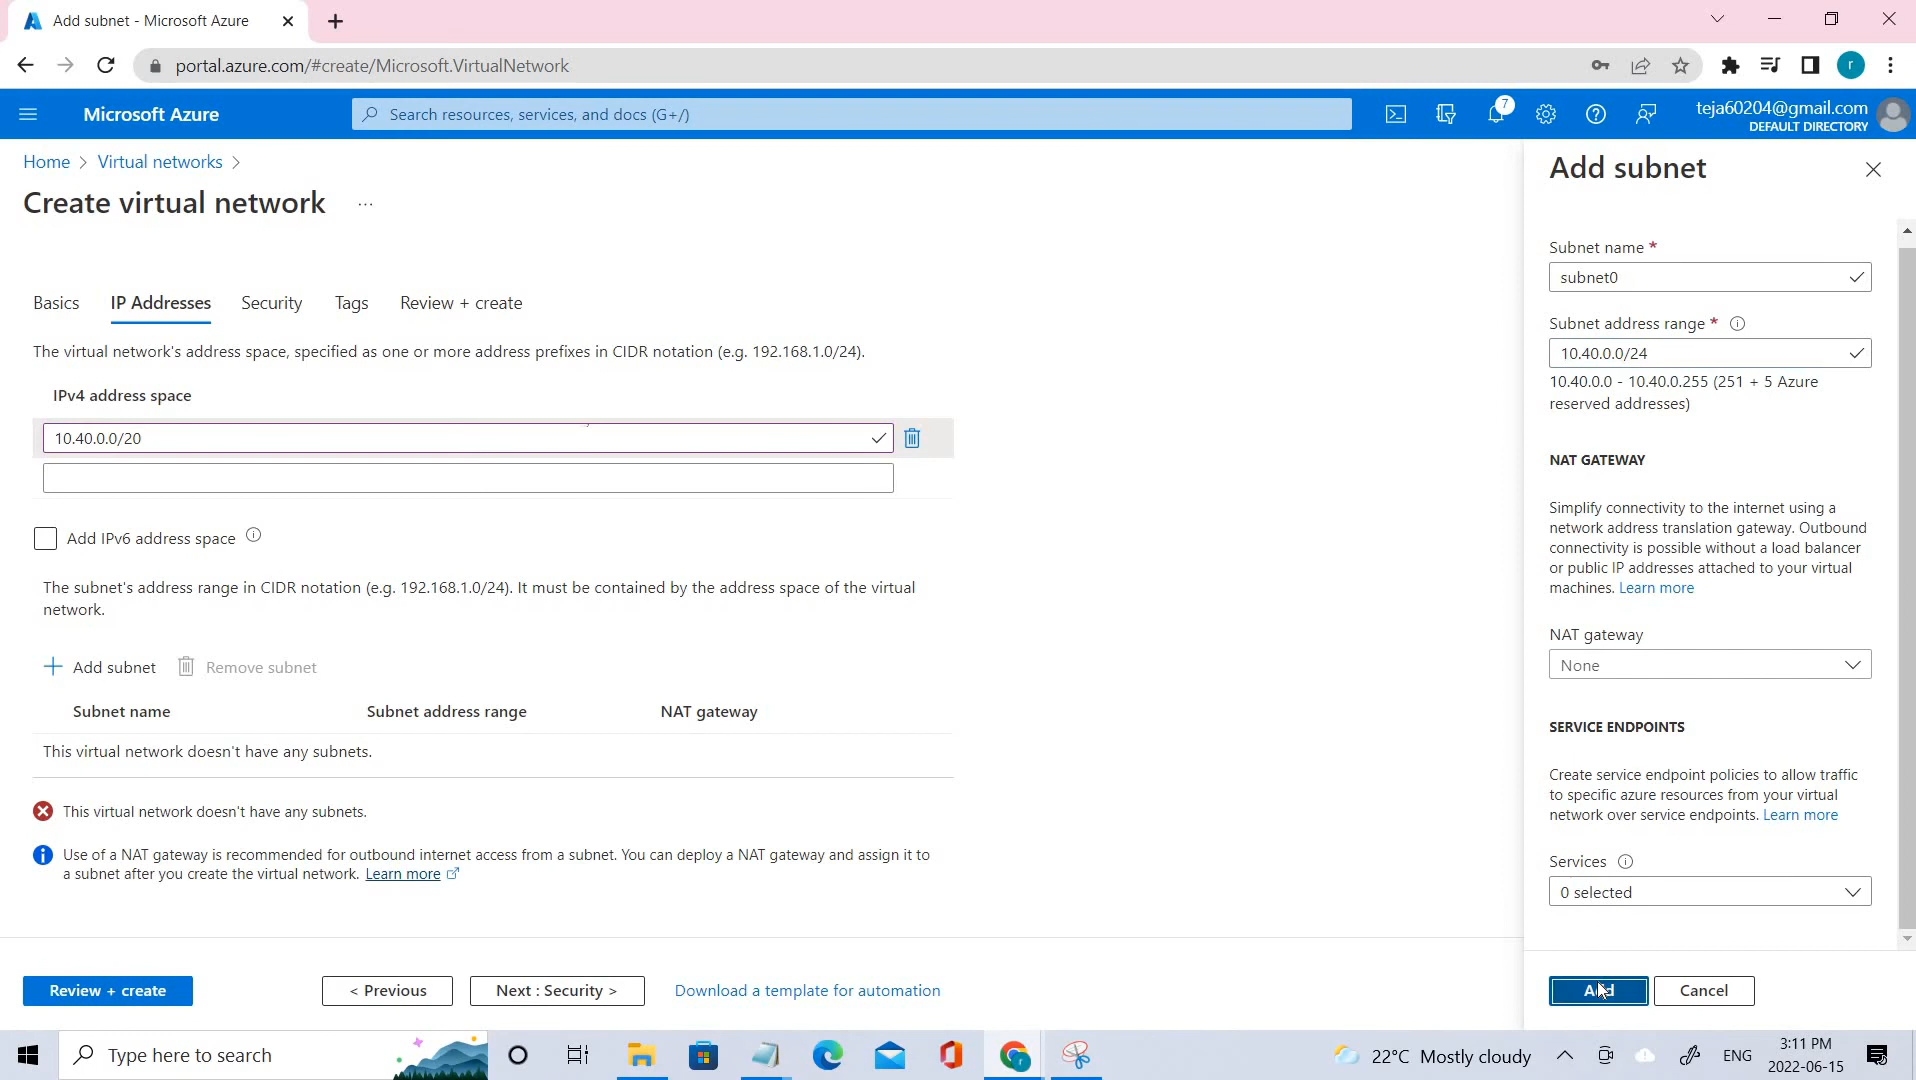 Add subnet - Microsoft Azure
portal.azure.com/#create/Microsoft.VirtualNetwork
r
Microsoft Azure
Search resources, services, and docs (G+/)
7
teja60204@gmail.com
DEFAULT DIRECTORY
Home > Virtual networks >
Create virtual network ...
Basics IP Addresses Security Tags Review + create
The virtual network's address space, specified as one or more address prefixes in CIDR notation (e.g. 192.168.1.0/24).
IPv4 address space
10.40.0.0/20
Add IPv6 address space
The subnet's address range in CIDR notation (e.g. 192.168.1.0/24). It must be contained by the address space of the virtual
network.
Add subnet Remove subnet
Subnet name Subnet address range NAT gateway
This virtual network doesn't have any subnets.
This virtual network doesn't have any subnets.
Use of a NAT gateway is recommended for outbound internet access from a subnet. You can deploy a NAT gateway and assign it to
a subnet after you create the virtual network. Learn more
Review + create < Previous Next : Security > Download a template for automation
Add subnet
Subnet name *
subnet0
Subnet address range *
10.40.0.0/24
10.40.0.0 - 10.40.0.255 (251 + 5 Azure
reserved addresses)
NAT GATEWAY
Simplify connectivity to the internet using a
network address translation gateway. Outbound
connectivity is possible without a load balancer
or public IP addresses attached to your virtual
machines. Learn more
NAT gateway
None
SERVICE ENDPOINTS
Create service endpoint policies to allow traffic
to specific azure resources from your virtual
network over service endpoints. Learn more
Services
0 selected
Add Cancel
Type here to search
22°C Mostly cloudy
ENG
3:11 PM
2022-06-15